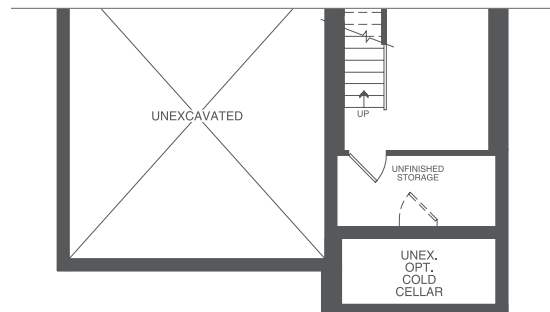 UNEXCAVATED
UP
UNFINISHED
STORAGE
UNEX.
OPT.
COLD
CELLAR